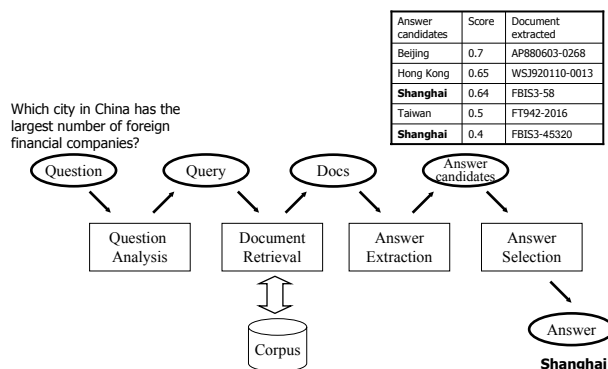 Answer candidates Score Document extracted
Beijing 0.7 AP880603-0268
Hong Kong 0.65 WSJ920110-0013
Shanghai 0.64 FBIS3-58
Taiwan 0.5 FT942-2016
Shanghai 0.4 FBIS3-45320
Which city in China has the
largest number of foreign
financial companies?
Question
Query
Docs
Answer
candidates
Question
Analysis
Document
Retrieval
Answer
Extraction
Answer
Selection
Corpus
Answer
Shanghai